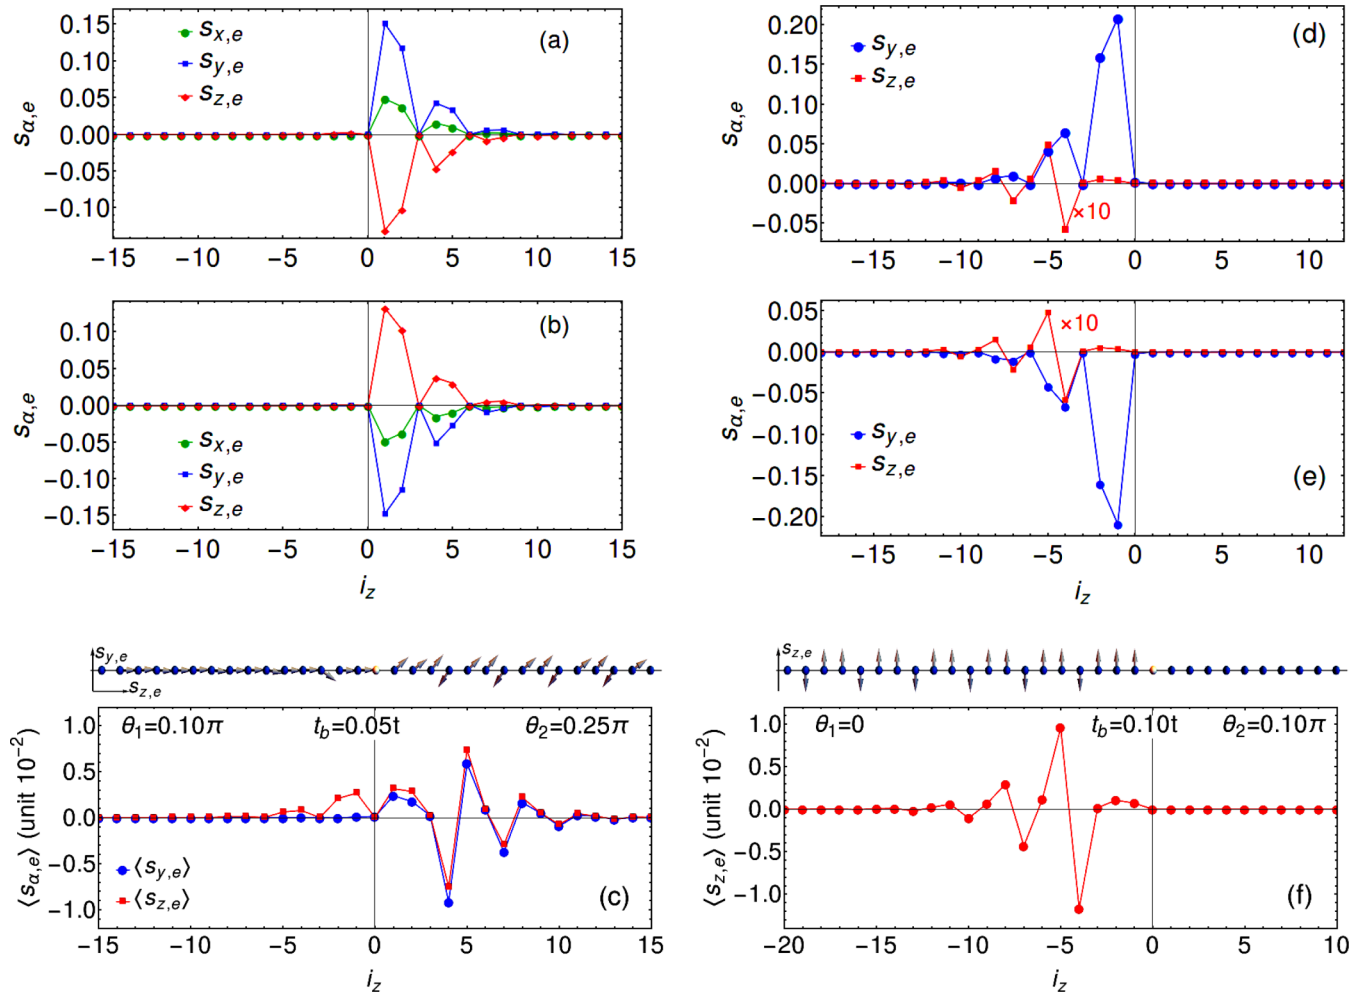 0.15
0.10
0.05
0.00
−0.05
−0.10
s_{α,e}
s_{x,e}
s_{y,e}
s_{z,e}
(a)
−15 −10 −5 0 5 10 15
0.10
0.05
0.00
−0.05
−0.10
−0.15
s_{α,e}
s_{x,e}
s_{y,e}
s_{z,e}
(b)
−15 −10 −5 0 5 10 15
i_z
s_{y,e}
s_{z,e}
θ_1=0.10π t_b=0.05t θ_2=0.25π
1.0
0.5
0.0
−0.5
−1.0
⟨s_{α,e}⟩ (unit 10^{-2})
⟨s_{y,e}⟩
⟨s_{z,e}⟩
(c)
−15 −10 −5 0 5 10 15
i_z
0.20
0.15
0.10
0.05
0.00
−0.05
s_{α,e}
s_{y,e}
s_{z,e}
(d)
×10
−15 −10 −5 0 5 10
0.05
0.00
−0.05
−0.10
−0.15
−0.20
s_{α,e}
×10
s_{y,e}
s_{z,e}
(e)
−15 −10 −5 0 5 10
i_z
s_{z,e}
θ_1=0 t_b=0.10t θ_2=0.10π
1.0
0.5
0.0
−0.5
−1.0
⟨s_{z,e}⟩ (unit 10^{-2})
(f)
−20 −15 −10 −5 0 5 10
i_z